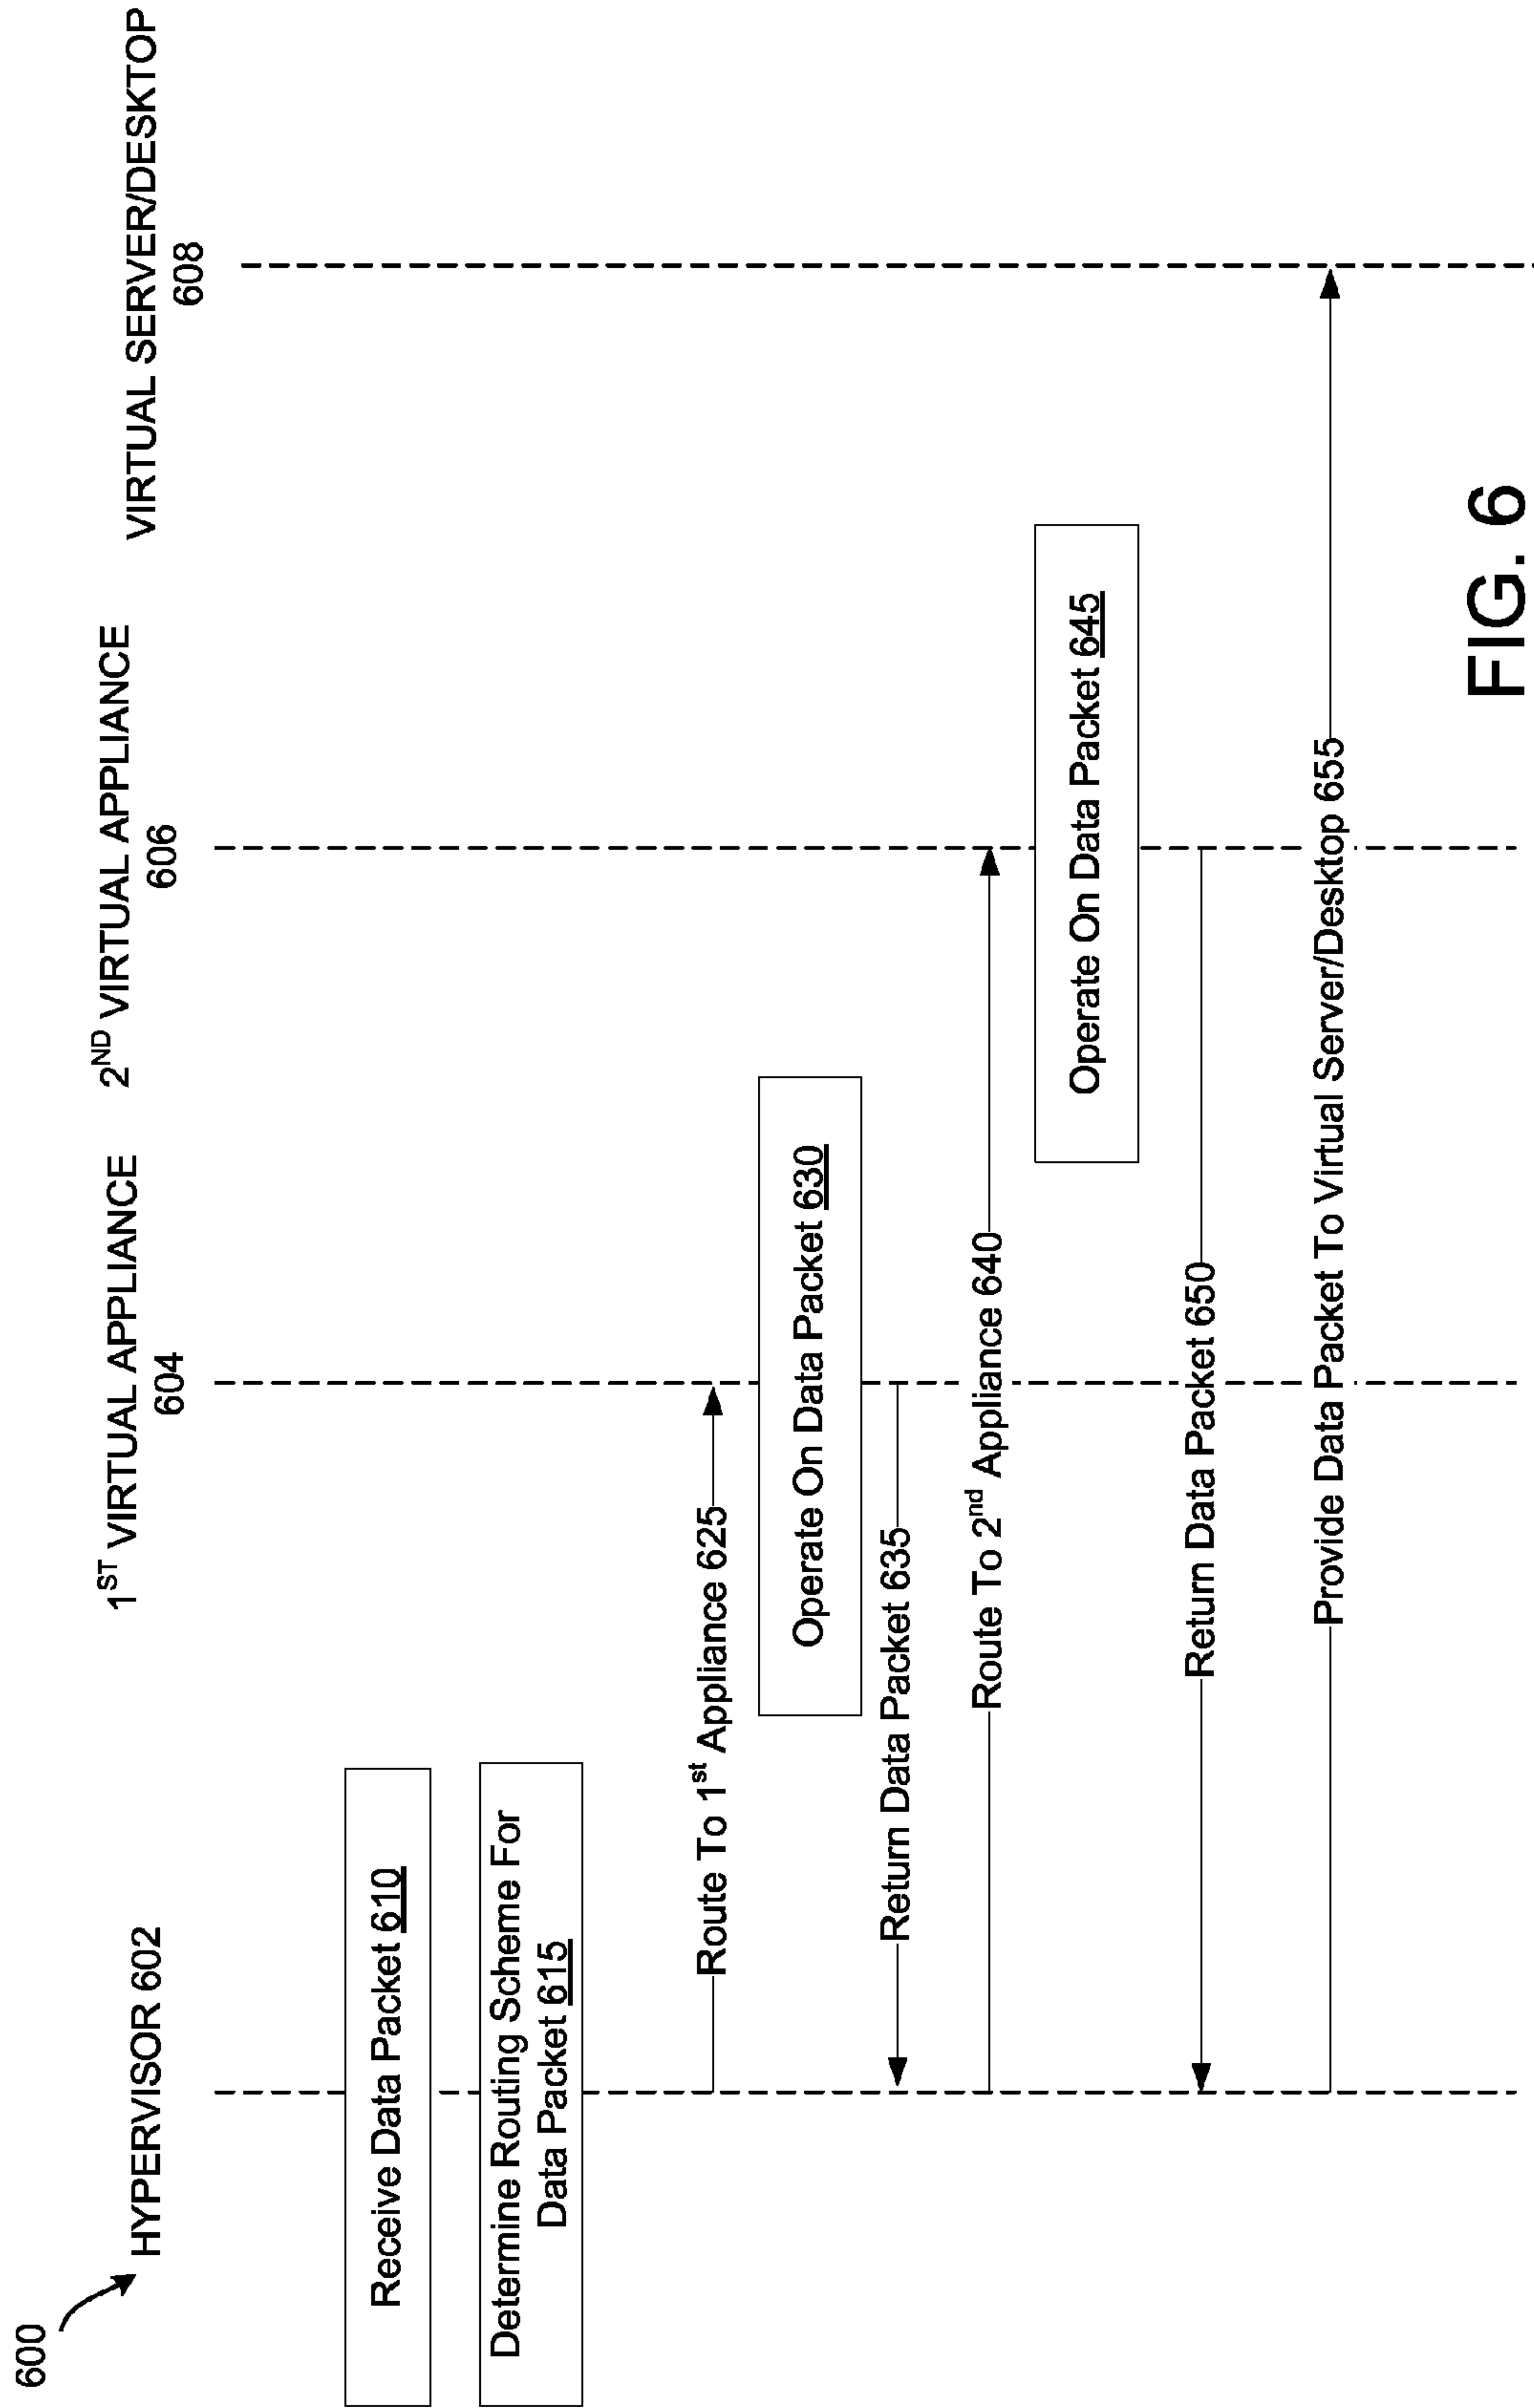 600
HYPERVISOR 602
1ST VIRTUAL APPLIANCE
604
2ND VIRTUAL APPLIANCE
606
VIRTUAL SERVER/DESKTOP
608
Receive Data Packet 610
Determine Routing Scheme For
Data Packet 615
Route To 1st Appliance 625
Operate On Data Packet 630
Return Data Packet 635
Route To 2nd Appliance 640
Operate On Data Packet 645
Return Data Packet 650
Provide Data Packet To Virtual Server/Desktop 655
FIG. 6